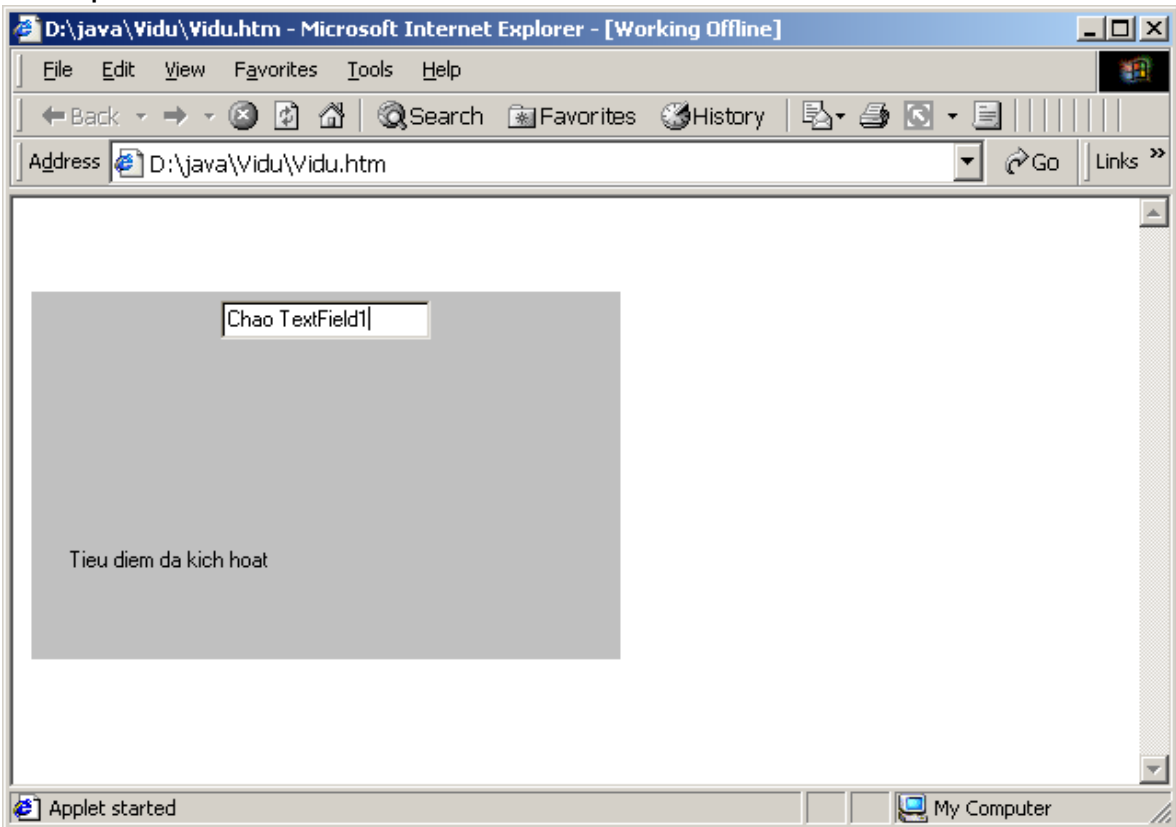 D:\java\Vidu\Vidu.htm - Microsoft Internet Explorer - [Working Offline]
File Edit View Favorites Tools Help
Back Search Favorites History
Address D:\java\Vidu\Vidu.htm Go Links »
Chao TextField1
Tieu diem da kich hoat
Applet started My Computer